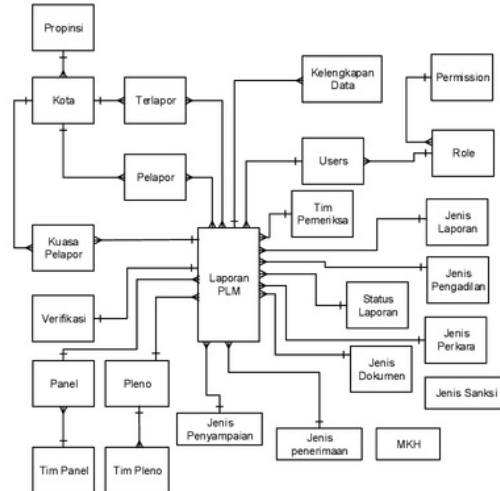 Propinsi
Kelengkapan
Data
Permission
Kota
Terlapor
Users
Role
Pelapor
Tim
Pemeriksa
Jenis
Laporan
Kuasa
Pelapor
Laporan
PLM
Jenis
Pengadilan
Verifikasi
Status
Laporan
Jenis
Perkara
Panel
Pleno
Jenis
Dokumen
Jenis Sanksi
Jenis
Penyampaian
Jenis
penerimaan
MKH
Tim Panel
Tim Pleno